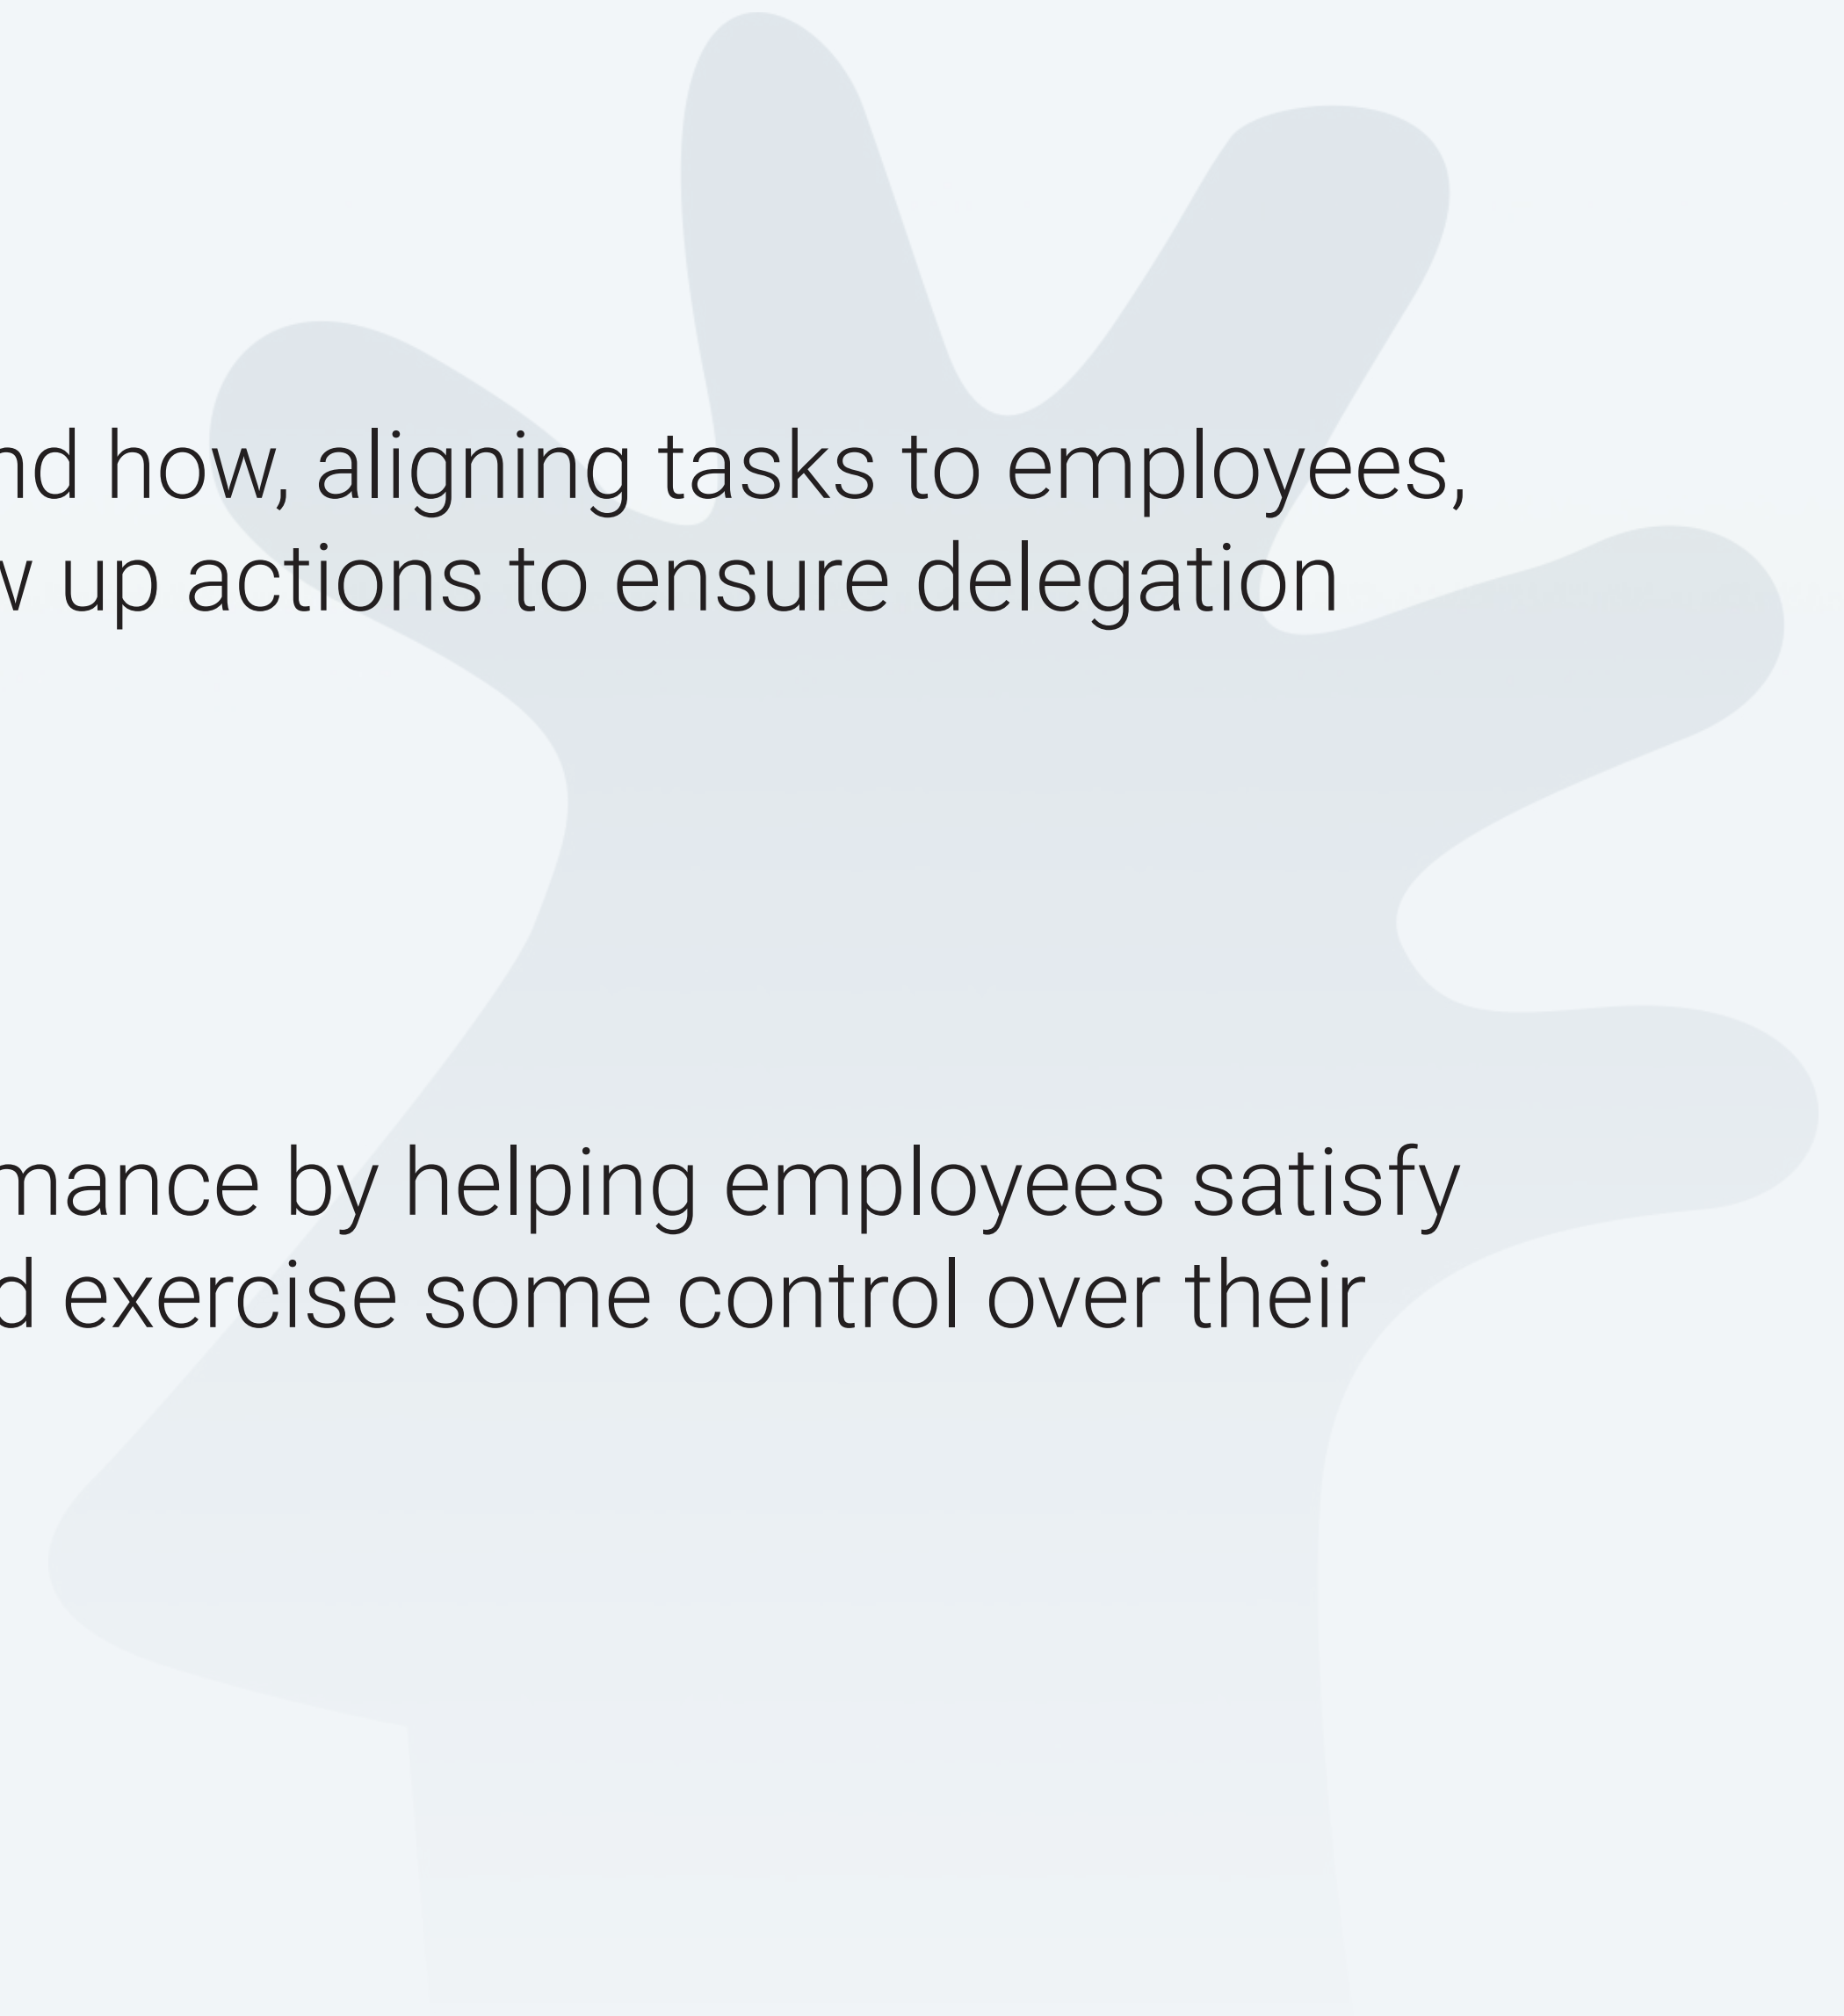 nd how, aligning tasks to employees,
w up actions to ensure delegation
mance by helping employees satisfy
d exercise some control over their